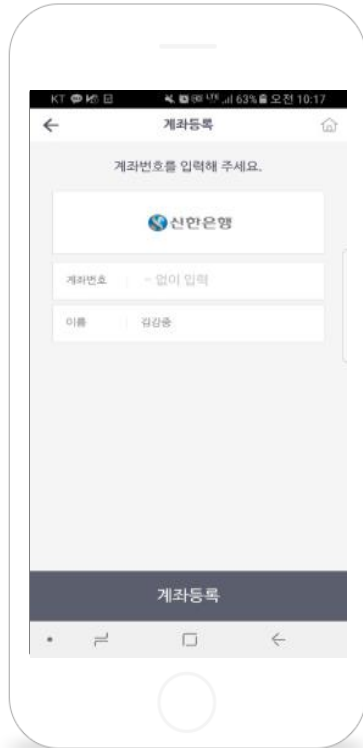 KT LTE 63% 오전 10:17
계좌등록
계좌번호를 입력해 주세요.
신한은행
계좌번호 - 없이 입력
이름 김강중
계좌등록